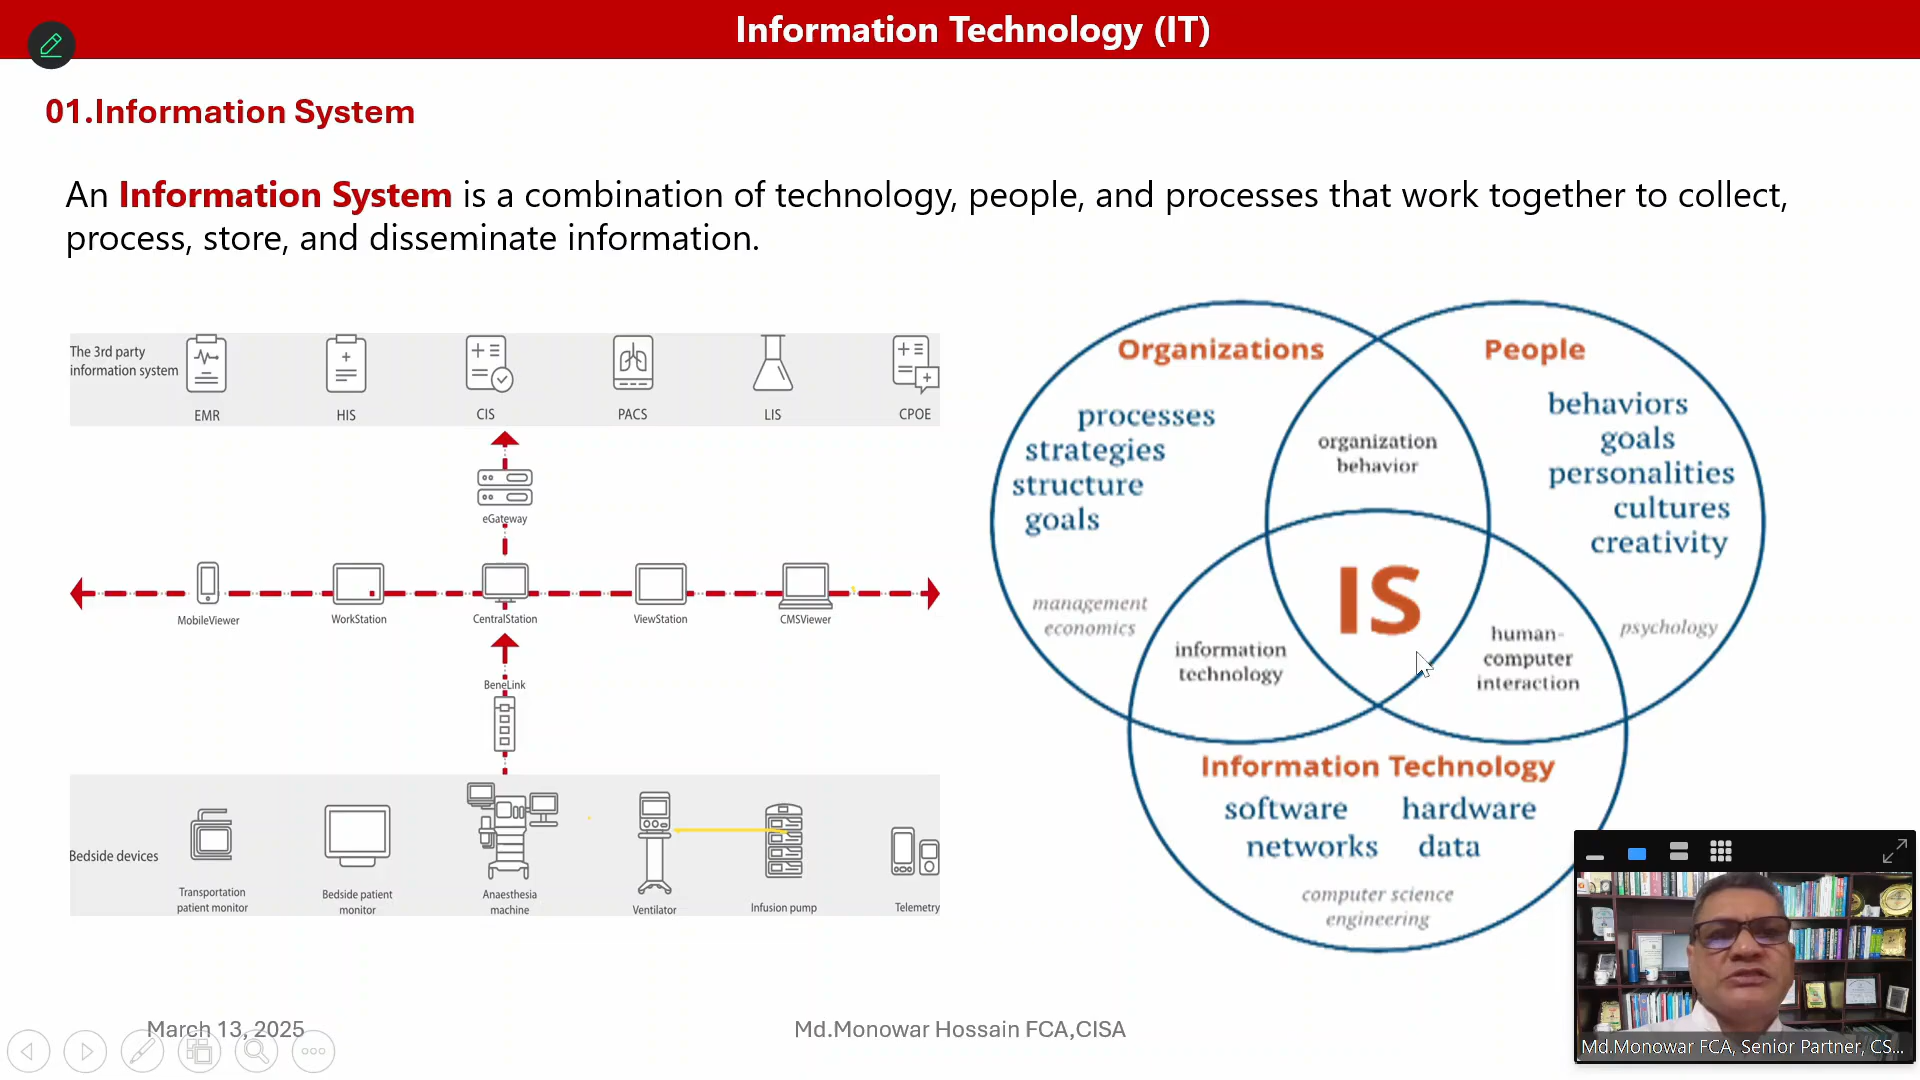 Information Technology (IT)
01.Information System
An Information System is a combination of technology, people, and processes that work together to collect,
process, store, and disseminate information.
The 3rd party
information system
EMR
HIS
CIS
PACS
LIS
CPOE
eGateway
MobileViewer
WorkStation
CentralStation
ViewStation
CMSViewer
BeneLink
Bedside devices
Transportation
patient monitor
Bedside patient
monitor
Anaesthesia
machine
Ventilator
Infusion pump
Telemetry
Organizations
processes
strategies
structure
goals
management
economics
organization
behavior
People
behaviors
goals
personalities
cultures
creativity
psychology
IS
information
technology
human-
computer
interaction
Information Technology
software hardware
networks data
computer science
engineering
March 13, 2025
Md.Monowar Hossain FCA,CISA
Md.Monowar FCA, Senior Partner, CS...